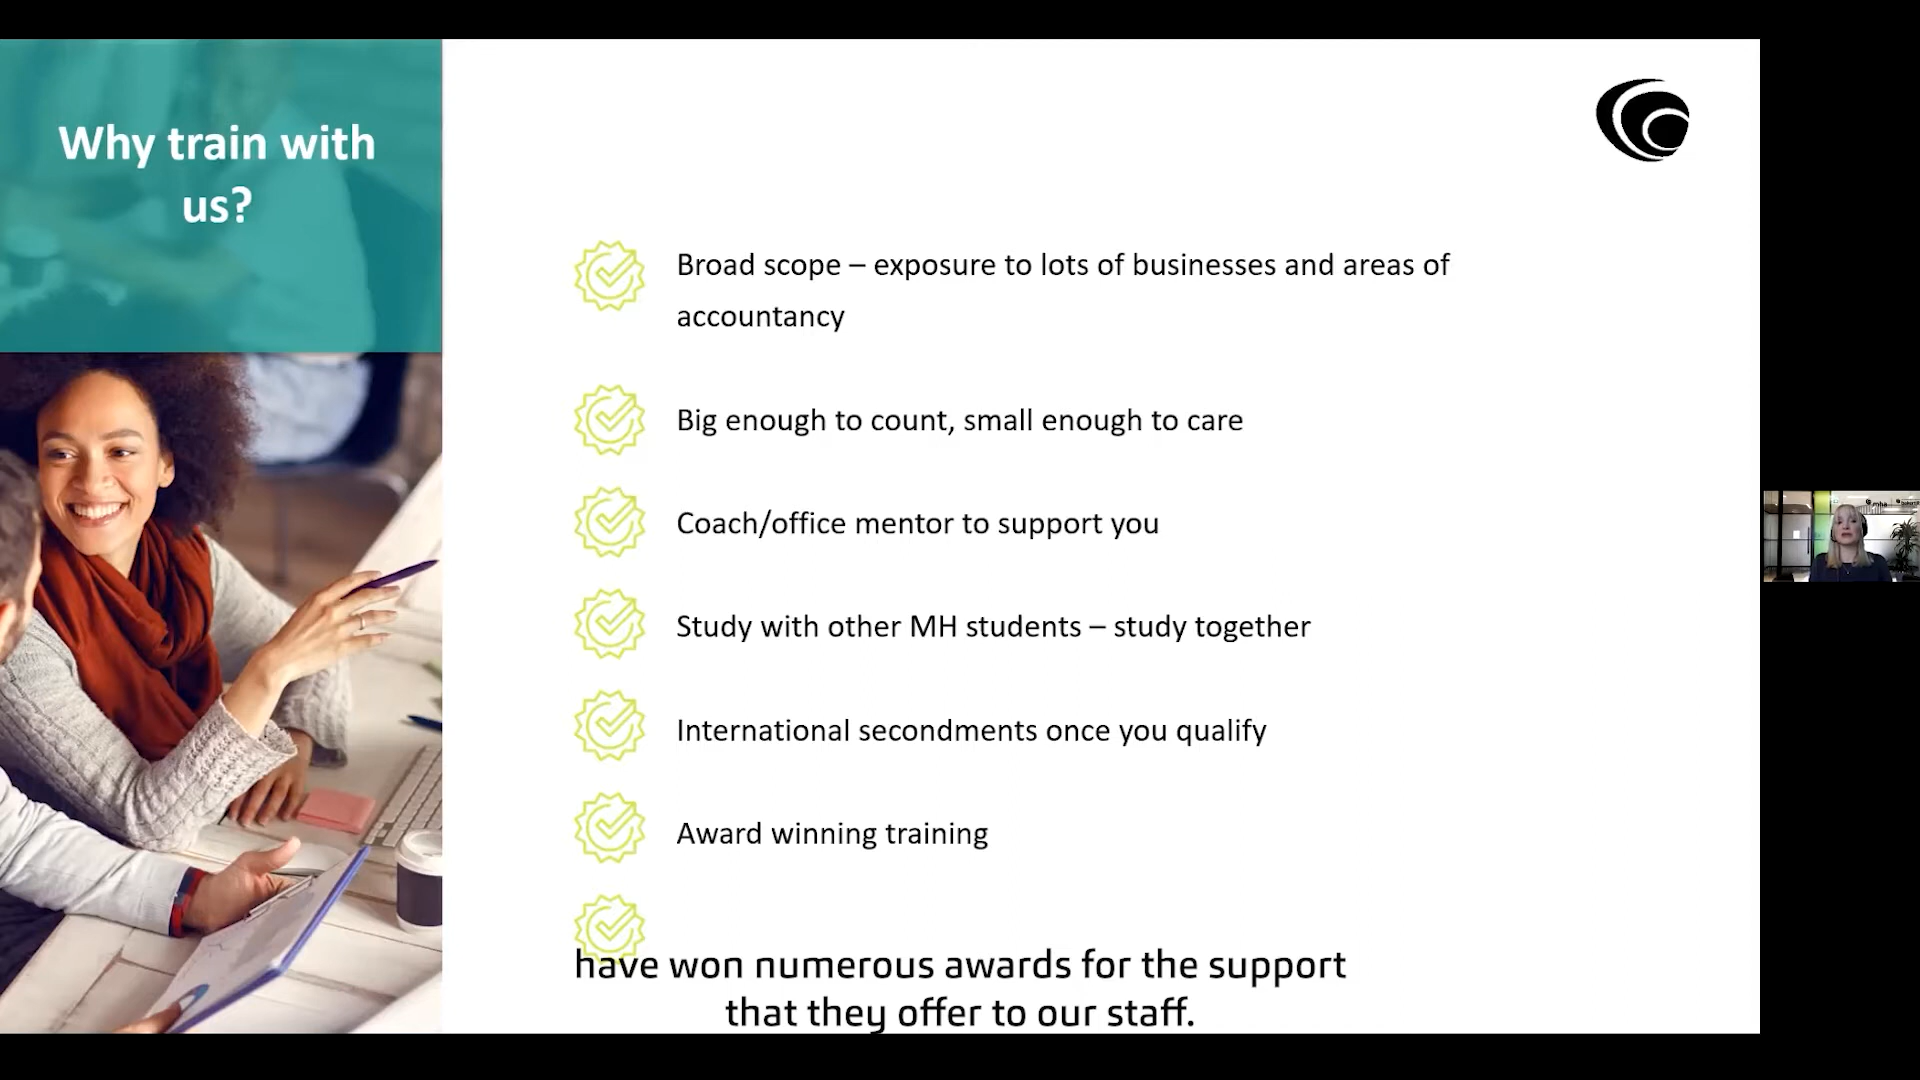 Why train with
us?
Broad scope – exposure to lots of businesses and areas of
accountancy
Big enough to count, small enough to care
Coach/office mentor to support you
Study with other MH students – study together
International secondments once you qualify
Award winning training
have won numerous awards for the support
that they offer to our staff.
mha